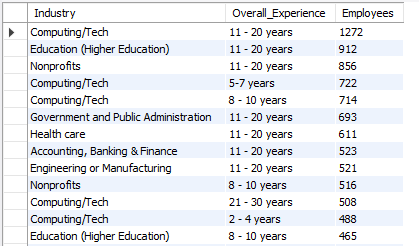 Industry Overall_Experience Employees
Computing/Tech 11 - 20 years 1272
Education (Higher Education) 11 - 20 years 912
Nonprofits 11 - 20 years 856
Computing/Tech 5-7 years 722
Computing/Tech 8 - 10 years 714
Government and Public Administration 11 - 20 years 693
Health care 11 - 20 years 611
Accounting, Banking & Finance 11 - 20 years 523
Engineering or Manufacturing 11 - 20 years 521
Nonprofits 8 - 10 years 516
Computing/Tech 21 - 30 years 508
Computing/Tech 2 - 4 years 488
Education (Higher Education) 8 - 10 years 465